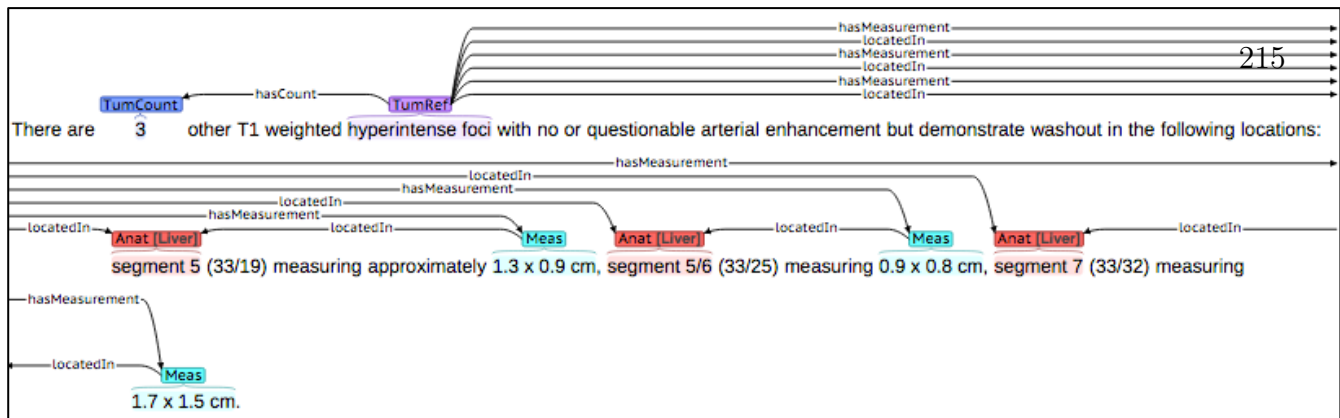 hasMeasurement
locatedIn
hasMeasurement
215
locatedIn
hasMeasurement
TumCount hasCount TumRef locatedIn
There are 3 other T1 weighted hyperintense foci with no or questionable arterial enhancement but demonstrate washout in the following locations:
hasMeasurement
locatedIn
hasMeasurement
locatedIn
hasMeasurement
locatedIn locatedIn locatedIn locatedIn
Anat [Liver] Meas Anat [Liver] Meas Anat [Liver]
segment 5 (33/19) measuring approximately 1.3 x 0.9 cm, segment 5/6 (33/25) measuring 0.9 x 0.8 cm, segment 7 (33/32) measuring
hasMeasurement
locatedIn
Meas
1.7 x 1.5 cm.